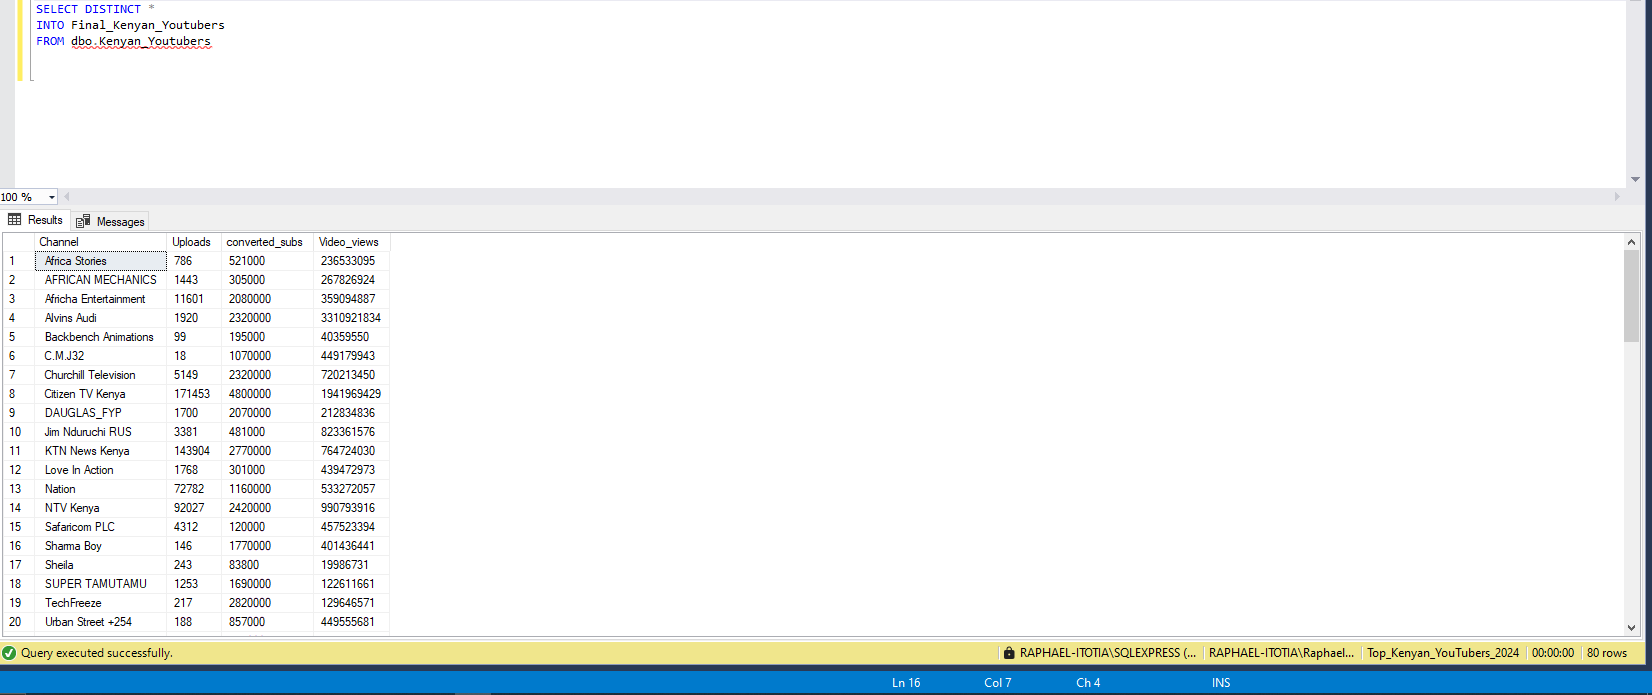 SELECT DISTINCT *
INTO Final_Kenyan_Youtubers
FROM dbo.Kenyan_Youtubers
100 %
Results Messages
Channel Uploads converted_subs Video_views
1 Africa Stories 786 521000 236533095
2 AFRICAN MECHANICS 1443 305000 267826924
3 Africha Entertainment 11601 2080000 359094887
4 Alvins Audi 1920 2320000 3310921834
5 Backbench Animations 99 195000 40359550
6 C.M.J32 18 1070000 449179943
7 Churchill Television 5149 2320000 720213450
8 Citizen TV Kenya 171453 4800000 1941969429
9 DAUGLAS_FYP 1700 2070000 212834836
10 Jim Nduruchi RUS 3381 481000 823361576
11 KTN News Kenya 143904 2770000 764724030
12 Love In Action 1768 301000 439472973
13 Nation 72782 1160000 533272057
14 NTV Kenya 92027 2420000 990793916
15 Safaricom PLC 4312 120000 457523394
16 Sharma Boy 146 1770000 401436441
17 Sheila 243 83800 19986731
18 SUPER TAMUTAMU 1253 1690000 122611661
19 TechFreeze 217 2820000 129646571
20 Urban Street +254 188 857000 449555681
Query executed successfully. RAPHAEL-ITOTIA\SQLEXPRESS (... RAPHAEL-ITOTIA\Raphael... Top_Kenyan_YouTubers_2024 00:00:00 80 rows
Ln 16 Col 7 Ch 4 INS